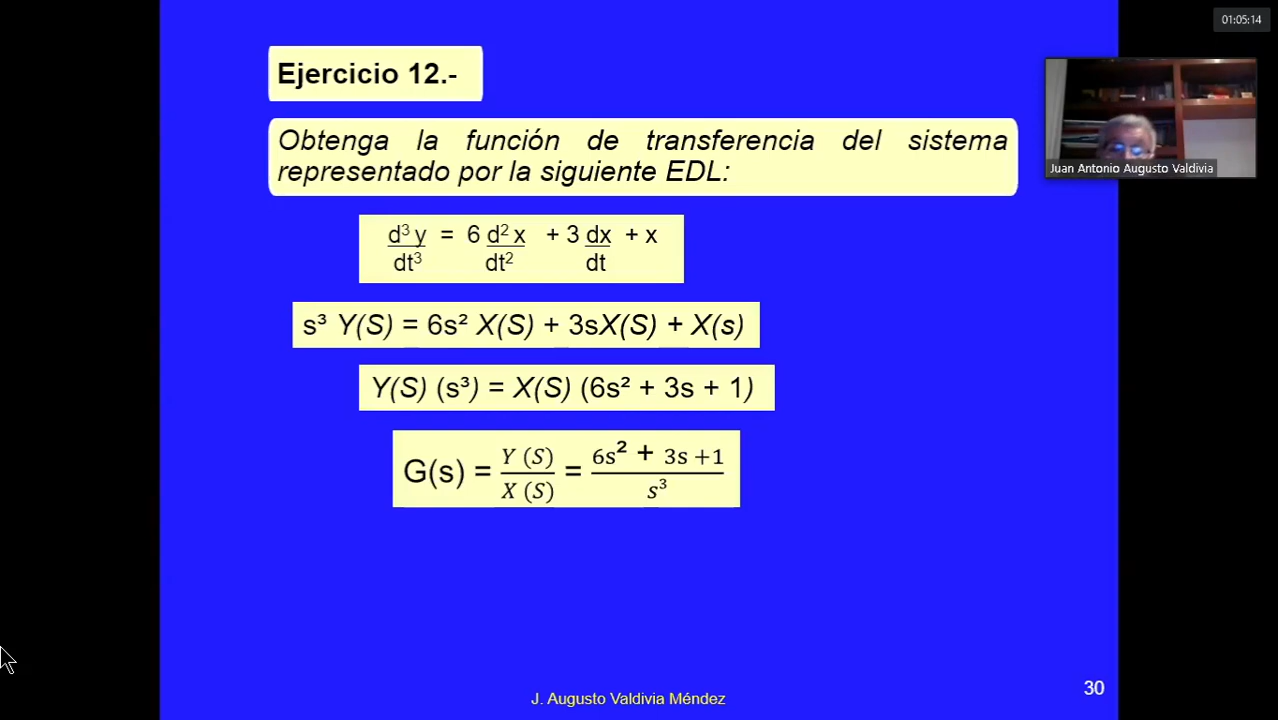 01:05:14
Ejercicio 12.-
Juan Antonio Augusto Valdivia
Obtenga la función de transferencia del sistema
representado por la siguiente EDL:
d³ y = 6 d² x + 3 dx + x
dt³ dt² dt
s³ Y(S) = 6s² X(S) + 3sX(S) + X(s)
Y(S) (s³) = X(S) (6s² + 3s + 1)
G(s) = Y (S) / X (S) = 6s² + 3s +1 / s³
J. Augusto Valdivia Méndez
30